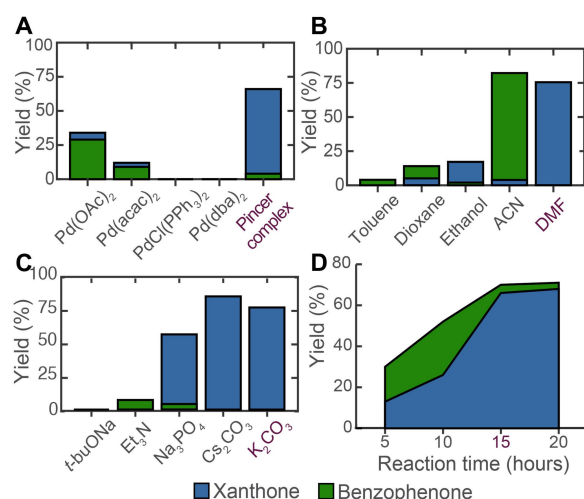 A
Yield (%)
100
75
50
25
0
Pd(OAc)₂
Pd(acac)₂
PdCl(PPh₃)₂
Pd(dba)₂
Pincer
complex
B
Yield (%)
100
75
50
25
0
Toluene
Dioxane
Ethanol
ACN
DMF
C
Yield (%)
100
75
50
25
0
t-buONa
Et₃N
Na₃PO₄
Cs₂CO₃
K₂CO₃
D
Yield (%)
80
60
40
20
0
5 10 15 20
Reaction time (hours)
Xanthone Benzophenone